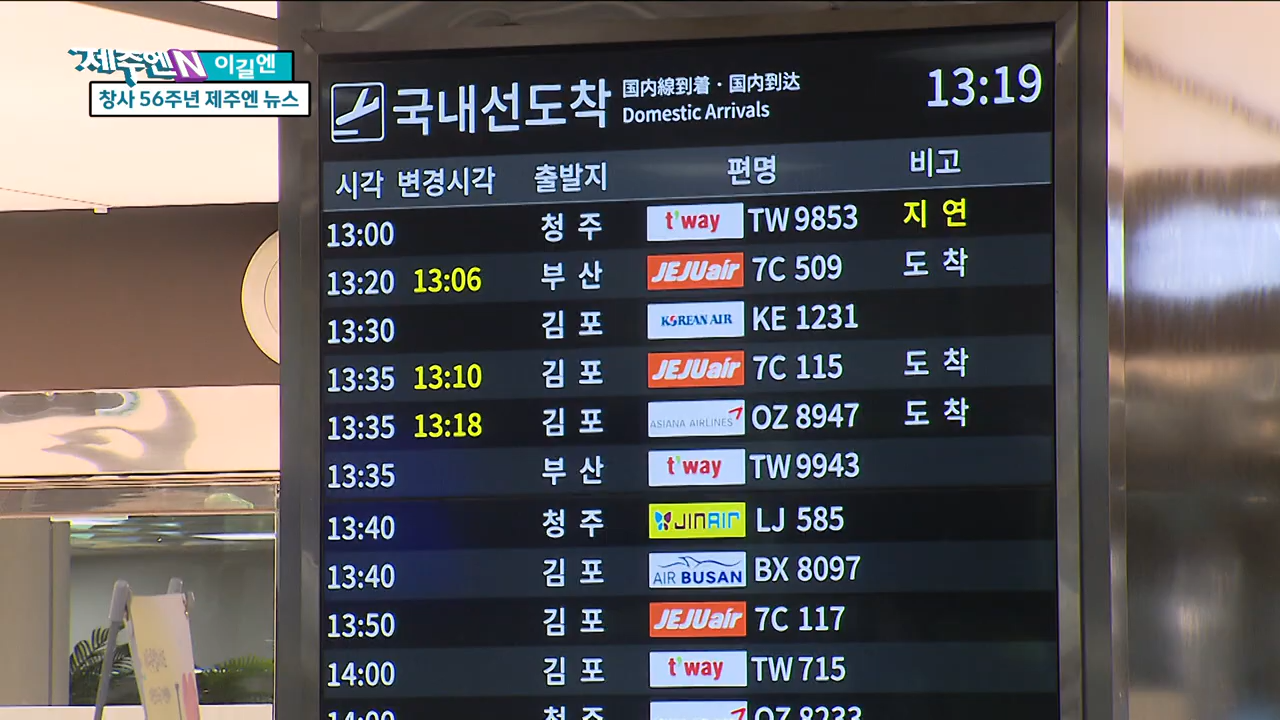 제주엔N 이길엔
창사 56주년 제주엔 뉴스
국내선도착 国内線到着・国内到达 13:19
Domestic Arrivals
시각 변경시각 출발지 편명 비고
13:00 청주 t'way TW 9853 지연
13:20 13:06 부산 JEJUair 7C 509 도착
13:30 김포 KOREAN AIR KE 1231
13:35 13:10 김포 JEJUair 7C 115 도착
13:35 13:18 김포 ASIANA AIRLINES OZ 8947 도착
13:35 부산 t'way TW 9943
13:40 청주 JINAIR LJ 585
13:40 김포 AIR BUSAN BX 8097
13:50 김포 JEJUair 7C 117
14:00 김포 t'way TW 715
14:00 청주 OZ 8233